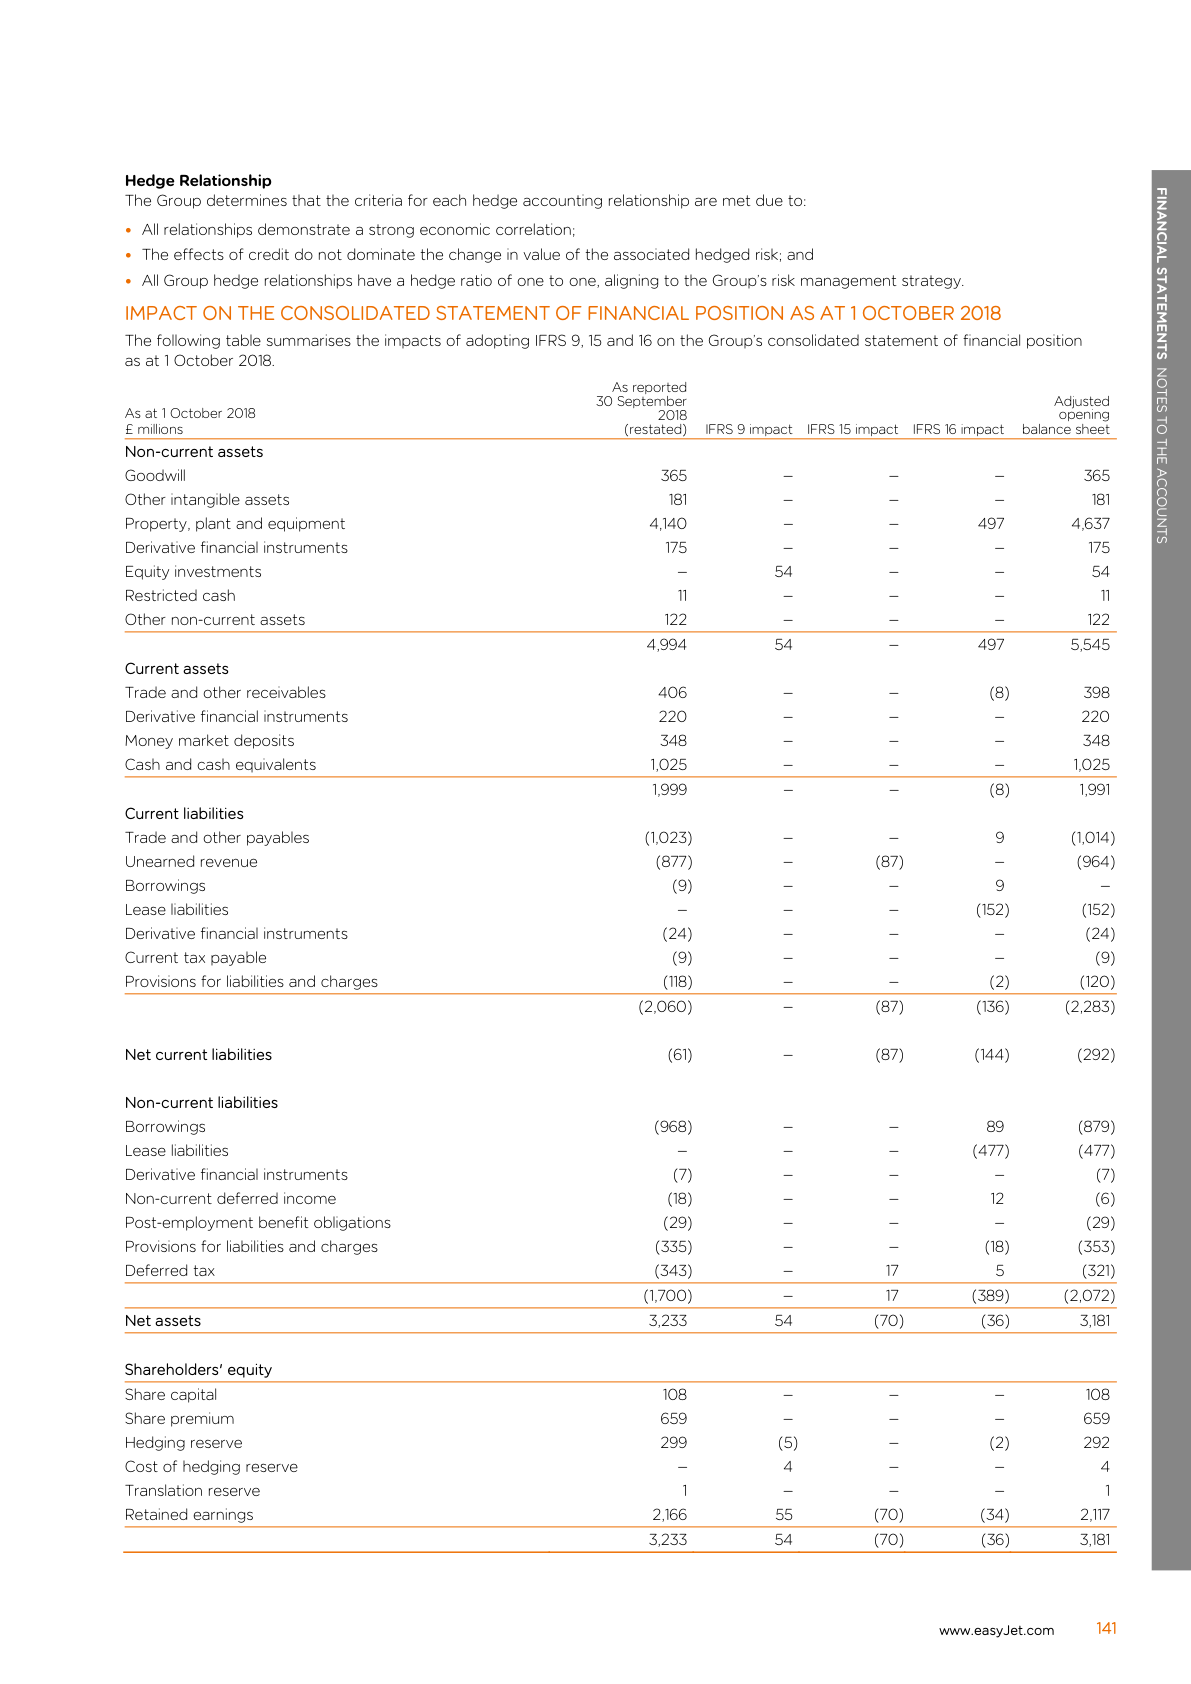 Hedge Relationship
The Group determines that the criteria for each hedge accounting relationship are met due to:
• All relationships demonstrate a strong economic correlation;
• The effects of credit do not dominate the change in value of the associated hedged risk; and
• All Group hedge relationships have a hedge ratio of one to one, aligning to the Group's risk management strategy.
IMPACT ON THE CONSOLIDATED STATEMENT OF FINANCIAL POSITION AS AT 1 OCTOBER 2018
The following table summarises the impacts of adopting IFRS 9, 15 and 16 on the Group's consolidated statement of financial position
as at 1 October 2018.
As at 1 October 2018
£ millions
As reported
30 September
2018
(restated)
IFRS 9 impact
IFRS 15 impact
IFRS 16 impact
Adjusted
opening
balance sheet
Non-current assets
Goodwill 365 – – – 365
Other intangible assets 181 – – – 181
Property, plant and equipment 4,140 – – 497 4,637
Derivative financial instruments 175 – – – 175
Equity investments – 54 – – 54
Restricted cash 11 – – – 11
Other non-current assets 122 – – – 122
4,994 54 – 497 5,545
Current assets
Trade and other receivables 406 – – (8) 398
Derivative financial instruments 220 – – – 220
Money market deposits 348 – – – 348
Cash and cash equivalents 1,025 – – – 1,025
1,999 – – (8) 1,991
Current liabilities
Trade and other payables (1,023) – – 9 (1,014)
Unearned revenue (877) – (87) – (964)
Borrowings (9) – – 9 –
Lease liabilities – – – (152) (152)
Derivative financial instruments (24) – – – (24)
Current tax payable (9) – – – (9)
Provisions for liabilities and charges (118) – – (2) (120)
(2,060) – (87) (136) (2,283)
Net current liabilities (61) – (87) (144) (292)
Non-current liabilities
Borrowings (968) – – 89 (879)
Lease liabilities – – – (477) (477)
Derivative financial instruments (7) – – – (7)
Non-current deferred income (18) – – 12 (6)
Post-employment benefit obligations (29) – – – (29)
Provisions for liabilities and charges (335) – – (18) (353)
Deferred tax (343) – 17 5 (321)
(1,700) – 17 (389) (2,072)
Net assets 3,233 54 (70) (36) 3,181
Shareholders' equity
Share capital 108 – – – 108
Share premium 659 – – – 659
Hedging reserve 299 (5) – (2) 292
Cost of hedging reserve – 4 – – 4
Translation reserve 1 – – – 1
Retained earnings 2,166 55 (70) (34) 2,117
3,233 54 (70) (36) 3,181
FINANCIAL STATEMENTS NOTES TO THE ACCOUNTS
www.easyJet.com 141